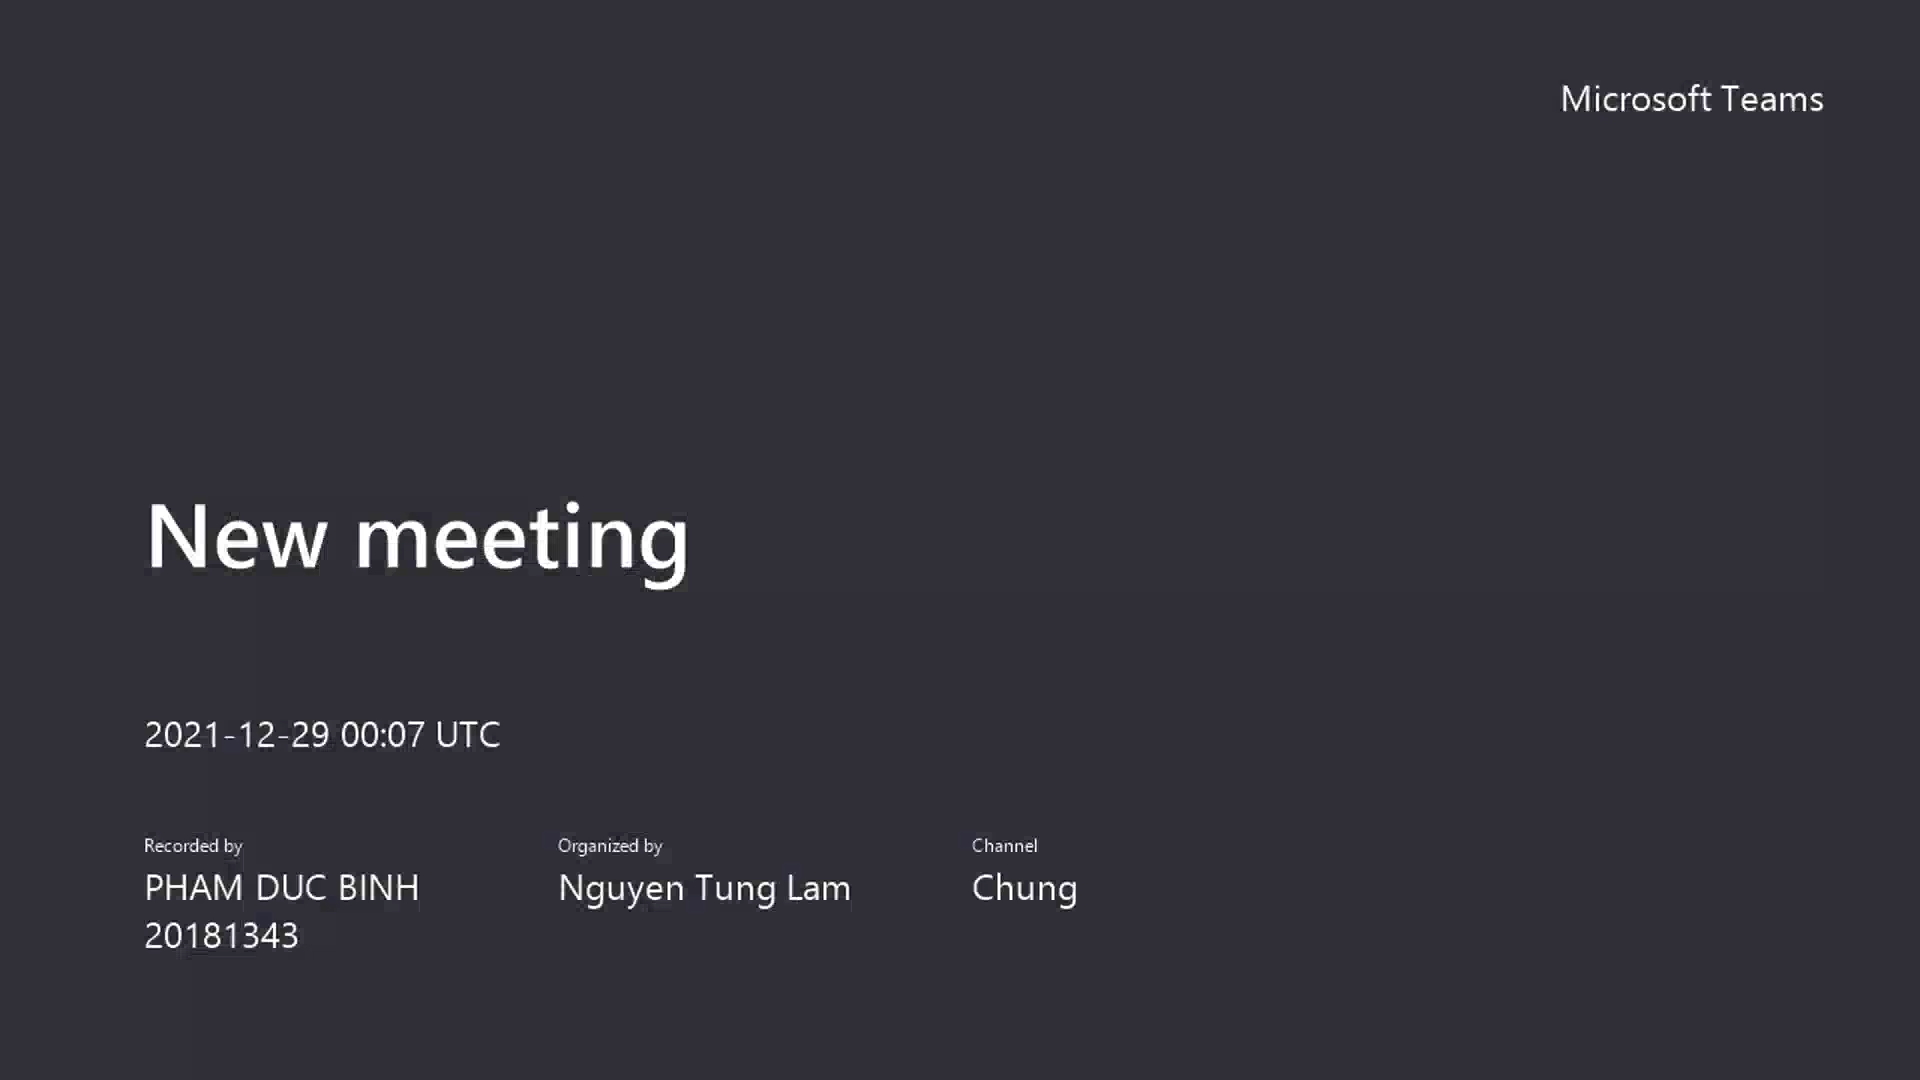 Microsoft Teams
New meeting
2021-12-29 00:07 UTC
Recorded by
PHAM DUC BINH
20181343
Organized by
Nguyen Tung Lam
Channel
Chung